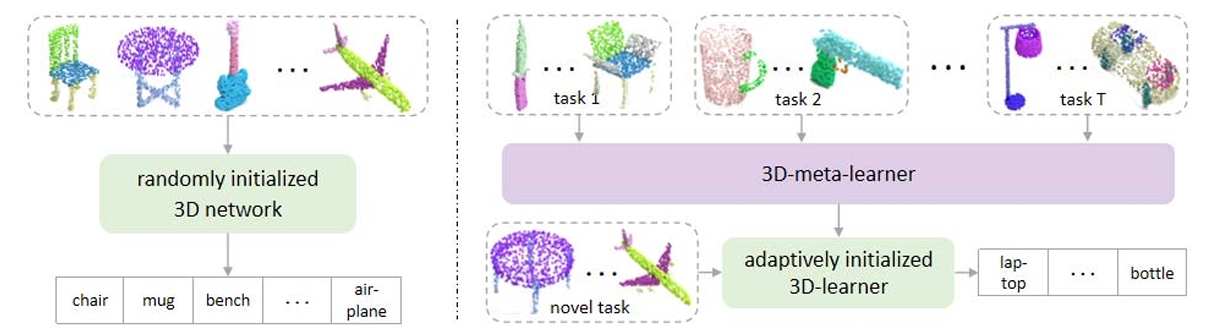 randomly initialized
3D network
chair mug bench ... air-
plane
task 1 ... task 2 ... ... task T
3D-meta-learner
novel task
adaptively initialized
3D-learner
lap-
top ... bottle